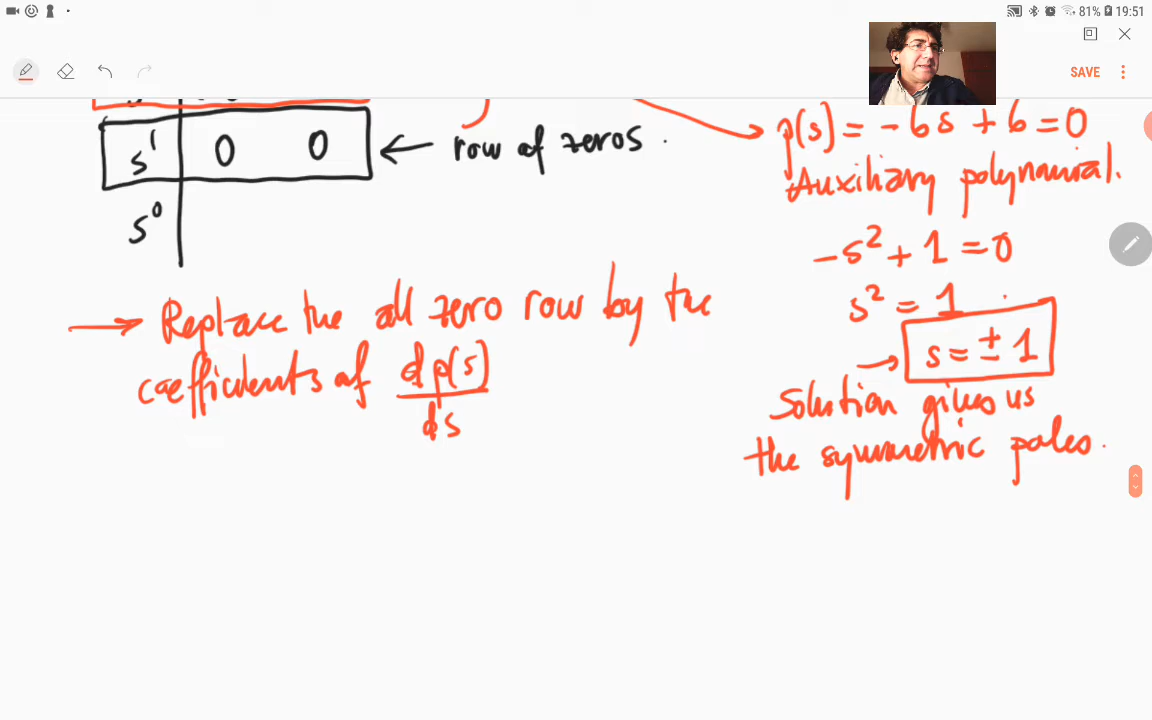 81% 19:51
SAVE
s¹ | 0 0 ← row of zeros.
s⁰
p(s) = -6s + 6 = 0
Auxiliary polynomial.
-s² + 1 = 0
s² = 1
→ s = ± 1
Solution gives us
the symmetric poles.
→ Replace the all zero row by the
coefficients of dp(s)
ds